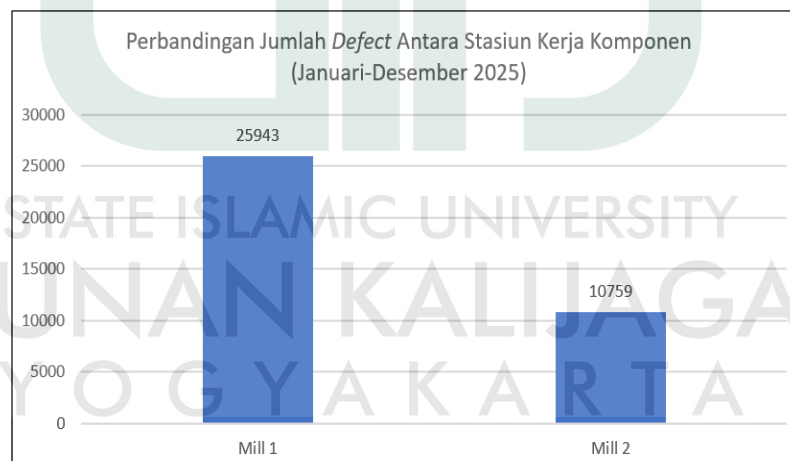 Perbandingan Jumlah Defect Antara Stasiun Kerja Komponen
(Januari-Desember 2025)
30000
25943
25000
STATE ISLAMIC UNIVERSITY
20000
15000
SUNAN KALIJAGA
10759
10000
5000
YOGYAKARTA
0
Mill 1
Mill 2